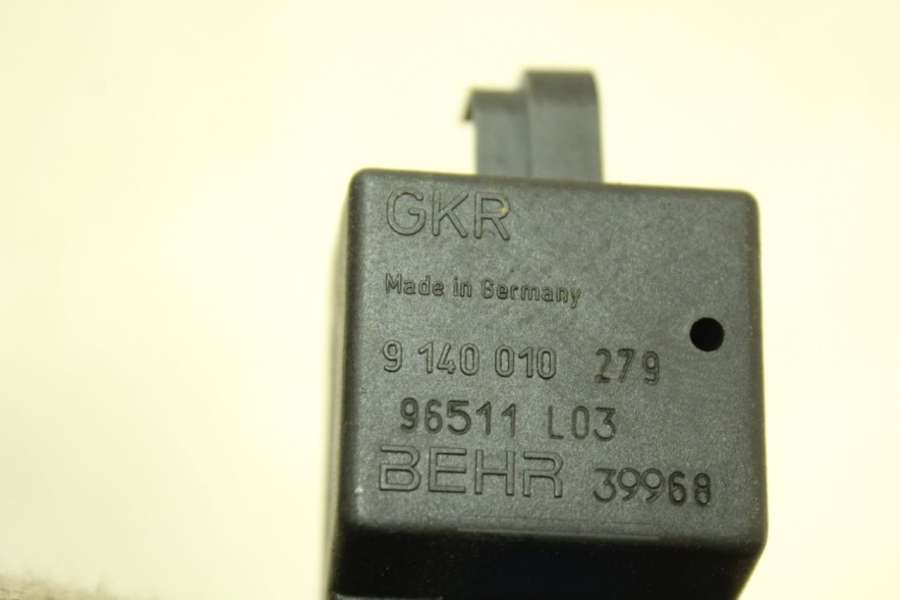 GKR
Made in Germany
9 140 010 279
96511 L03
BEHR 39968